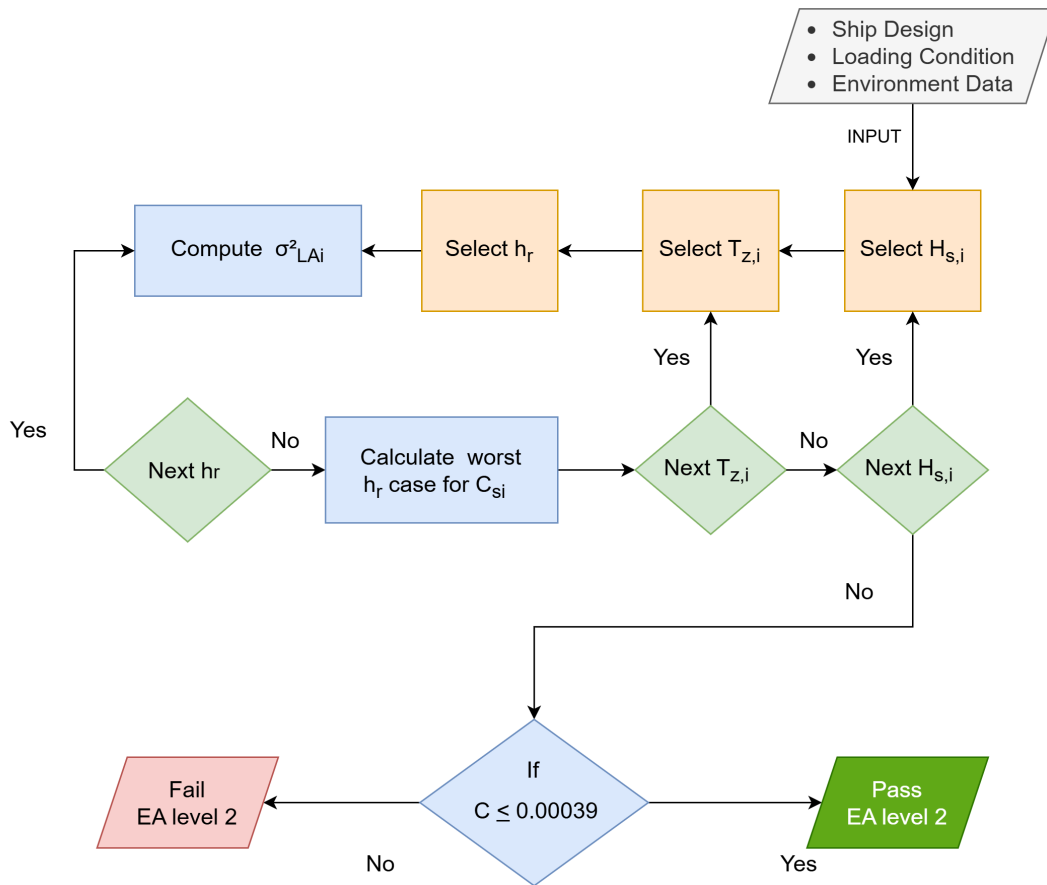 • Ship Design
• Loading Condition
• Environment Data
INPUT
Compute σ²LAi
Select hr
Select Tz,i
Select Hs,i
Yes
Yes
Yes
Next hr
No
Calculate worst
hr case for Csi
Next Tz,i
No
Next Hs,i
No
Fail
EA level 2
If
C ≤ 0.00039
Pass
EA level 2
No
Yes